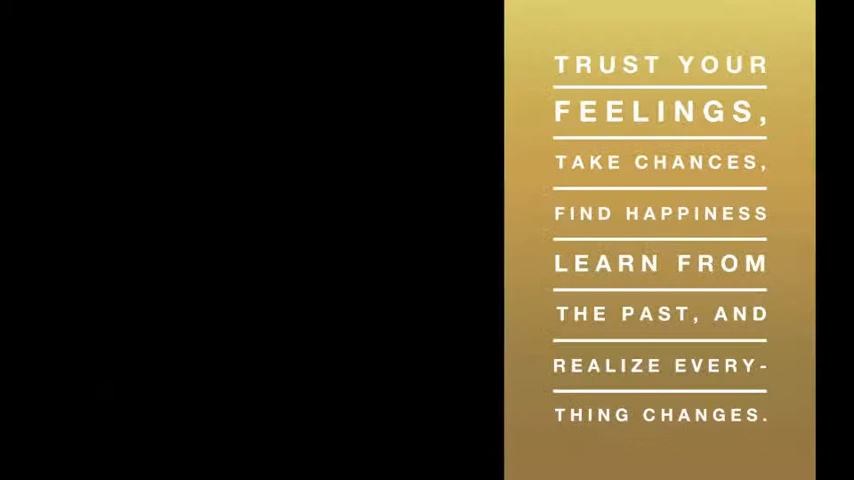 TRUST YOUR
FEELINGS,
TAKE CHANCES,
FIND HAPPINESS
LEARN FROM
THE PAST, AND
REALIZE EVERY-
THING CHANGES.